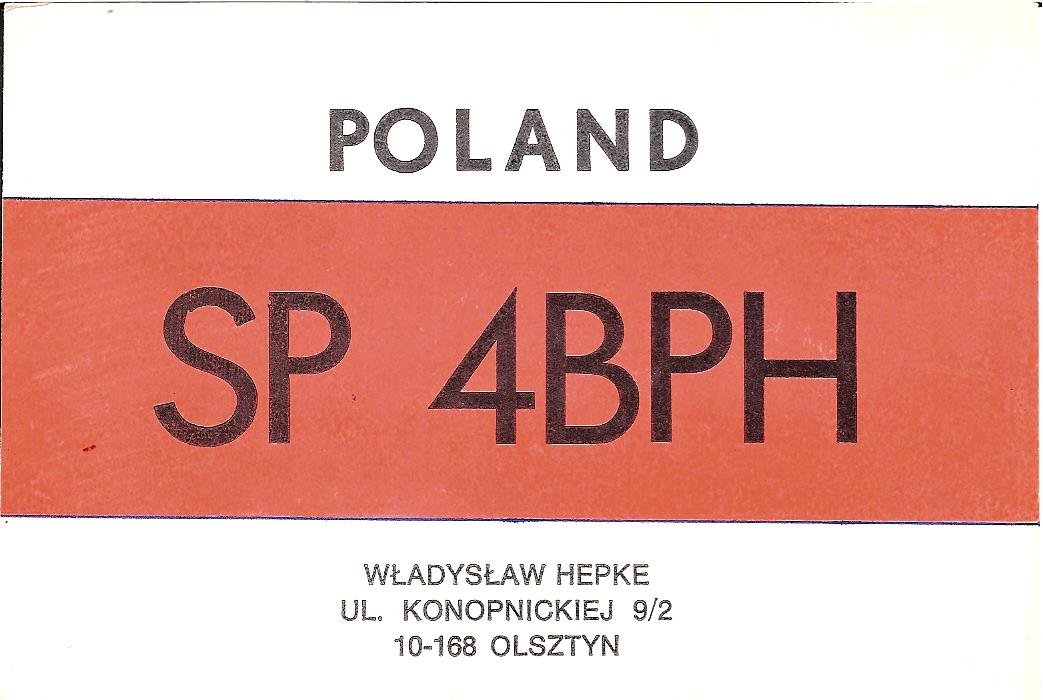 POLAND
SP 4BPH
WŁADYSŁAW HEPKE
UL. KONOPNICKIEJ 9/2
10-168 OLSZTYN